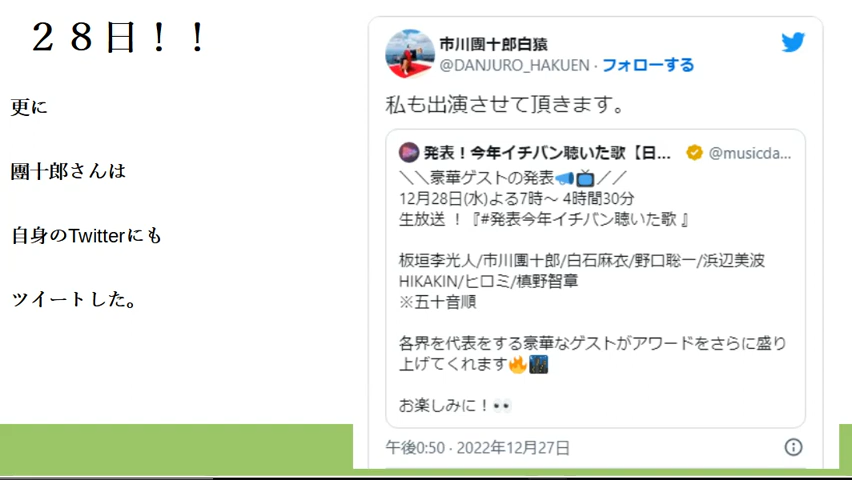 ２８日！！
更に
團十郎さんは
自身のTwitterにも
ツイートした。
市川團十郎白猿
@DANJURO_HAKUEN · フォローする
私も出演させて頂きます。
発表！今年イチバン聴いた歌【日... @musicda...
＼＼豪華ゲストの発表📣📺／／
12月28日(水)よる7時～ 4時間30分
生放送 ！『#発表今年イチバン聴いた歌 』
板垣李光人/市川團十郎/白石麻衣/野口聡一/浜辺美波
HIKAKIN/ヒロミ/槙野智章
※五十音順
各界を代表をする豪華なゲストがアワードをさらに盛り
上げてくれます🔥
お楽しみに！👀
午後0:50 · 2022年12月27日